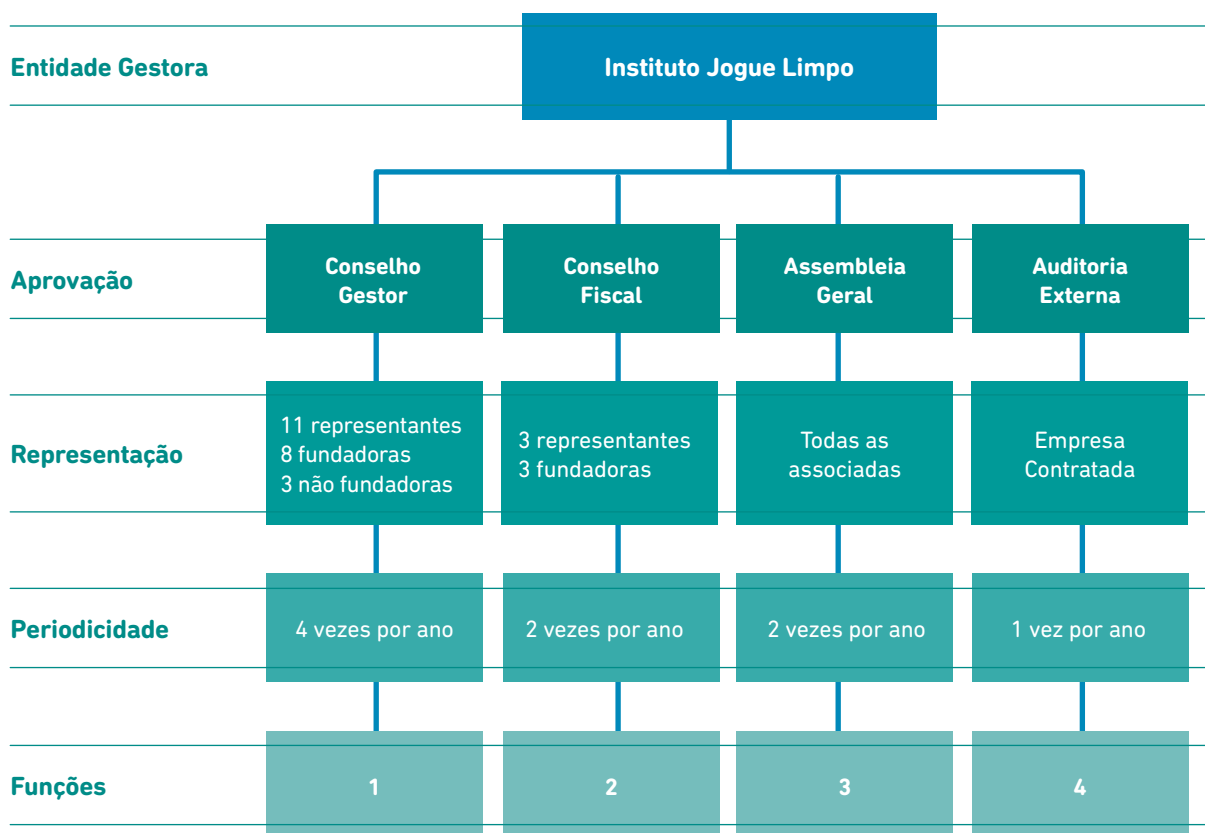 Entidade Gestora
Instituto Jogue Limpo
Aprovação
Conselho
Gestor
Conselho
Fiscal
Assembleia
Geral
Auditoria
Externa
Representação
11 representantes
8 fundadoras
3 não fundadoras
3 representantes
3 fundadoras
Todas as
associadas
Empresa
Contratada
Periodicidade
4 vezes por ano
2 vezes por ano
2 vezes por ano
1 vez por ano
Funções
1
2
3
4